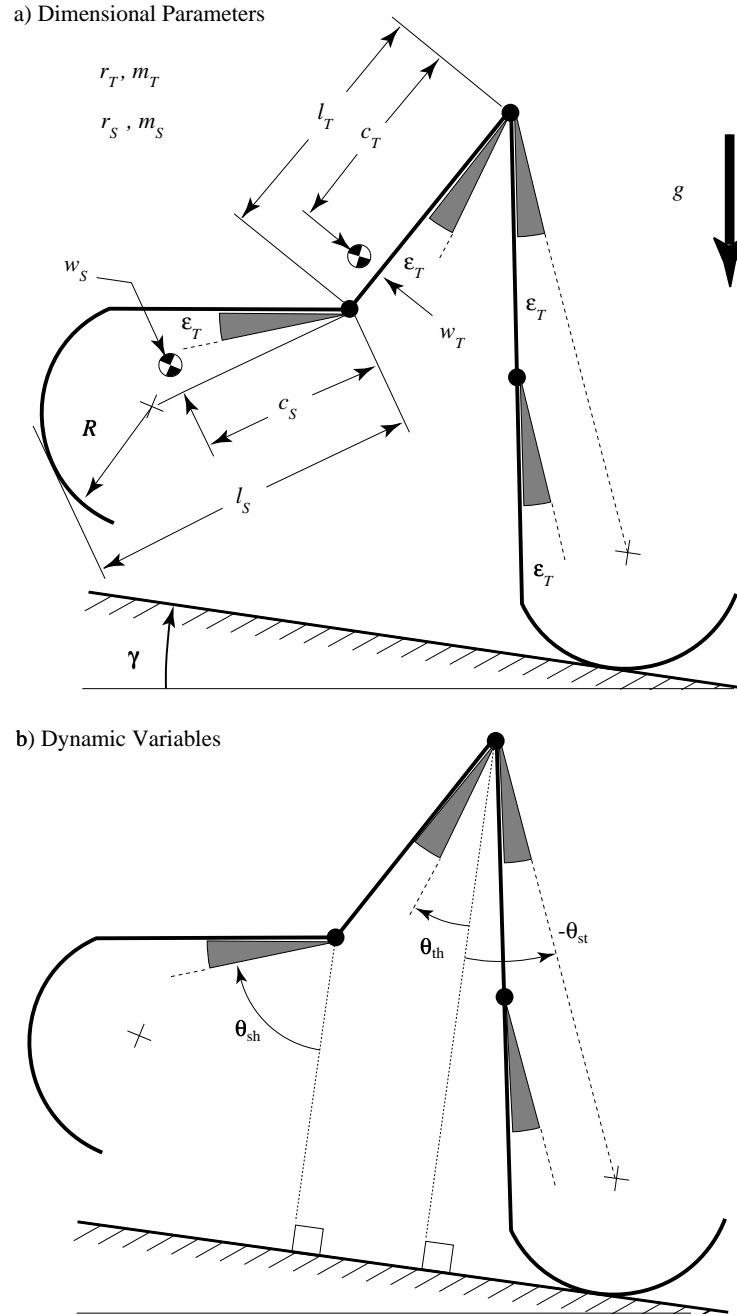 a) Dimensional Parameters
r_T, m_T
r_S , m_S
l_T
c_T
g
w_S
ε_T
ε_T
ε_T
w_T
c_S
R
l_S
ε_T
γ
b) Dynamic Variables
-θ_st
θ_th
θ_sh